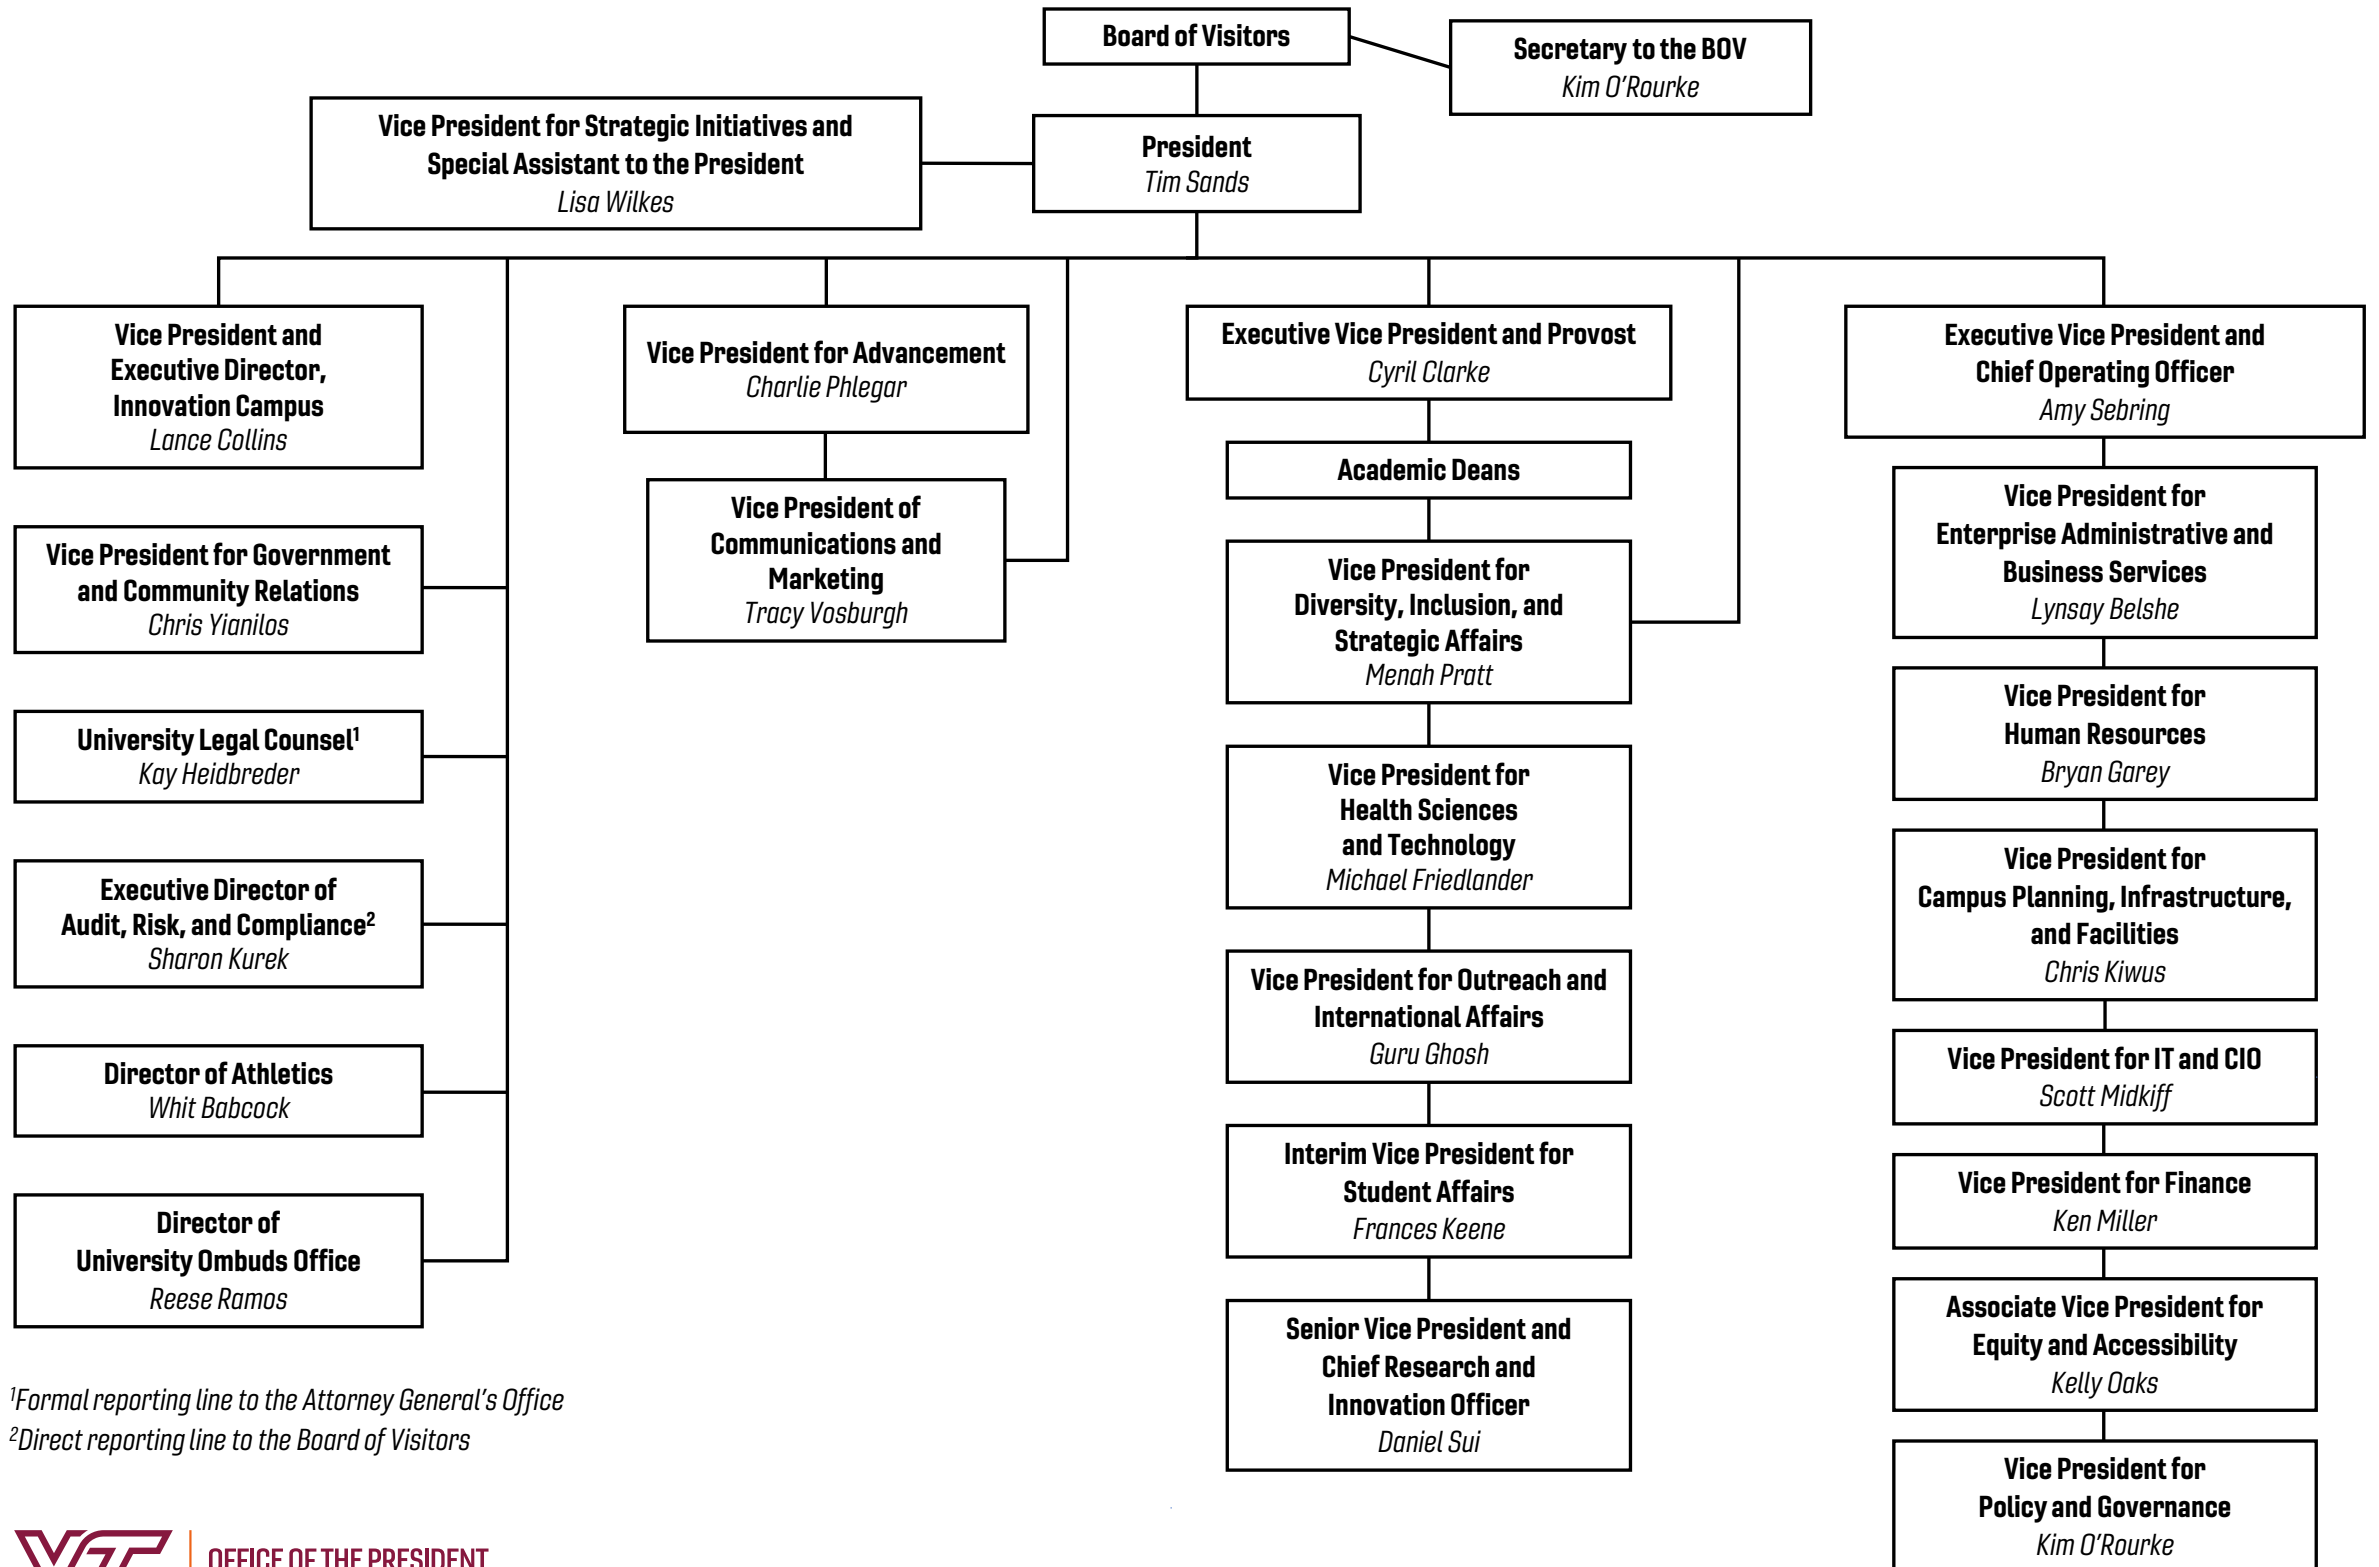 Board of Visitors
Secretary to the BOV
Kim O'Rourke
Vice President for Strategic Initiatives and
Special Assistant to the President
Lisa Wilkes
President
Tim Sands
Vice President and
Executive Director,
Innovation Campus
Lance Collins
Vice President for Government
and Community Relations
Chris Yianilos
University Legal Counsel¹
Kay Heidbreder
Executive Director of
Audit, Risk, and Compliance²
Sharon Kurek
Director of Athletics
Whit Babcock
Director of
University Ombuds Office
Reese Ramos
Vice President for Advancement
Charlie Phlegar
Vice President of
Communications and
Marketing
Tracy Vosburgh
Executive Vice President and Provost
Cyril Clarke
Academic Deans
Vice President for
Diversity, Inclusion, and
Strategic Affairs
Menah Pratt
Vice President for
Health Sciences
and Technology
Michael Friedlander
Vice President for Outreach and
International Affairs
Guru Ghosh
Interim Vice President for
Student Affairs
Frances Keene
Senior Vice President and
Chief Research and
Innovation Officer
Daniel Sui
Executive Vice President and
Chief Operating Officer
Amy Sebring
Vice President for
Enterprise Administrative and
Business Services
Lynsay Belshe
Vice President for
Human Resources
Bryan Garey
Vice President for
Campus Planning, Infrastructure,
and Facilities
Chris Kiwus
Vice President for IT and CIO
Scott Midkiff
Vice President for Finance
Ken Miller
Associate Vice President for
Equity and Accessibility
Kelly Oaks
Vice President for
Policy and Governance
Kim O'Rourke
¹Formal reporting line to the Attorney General's Office
²Direct reporting line to the Board of Visitors
VT
OFFICE OF THE PRESIDENT